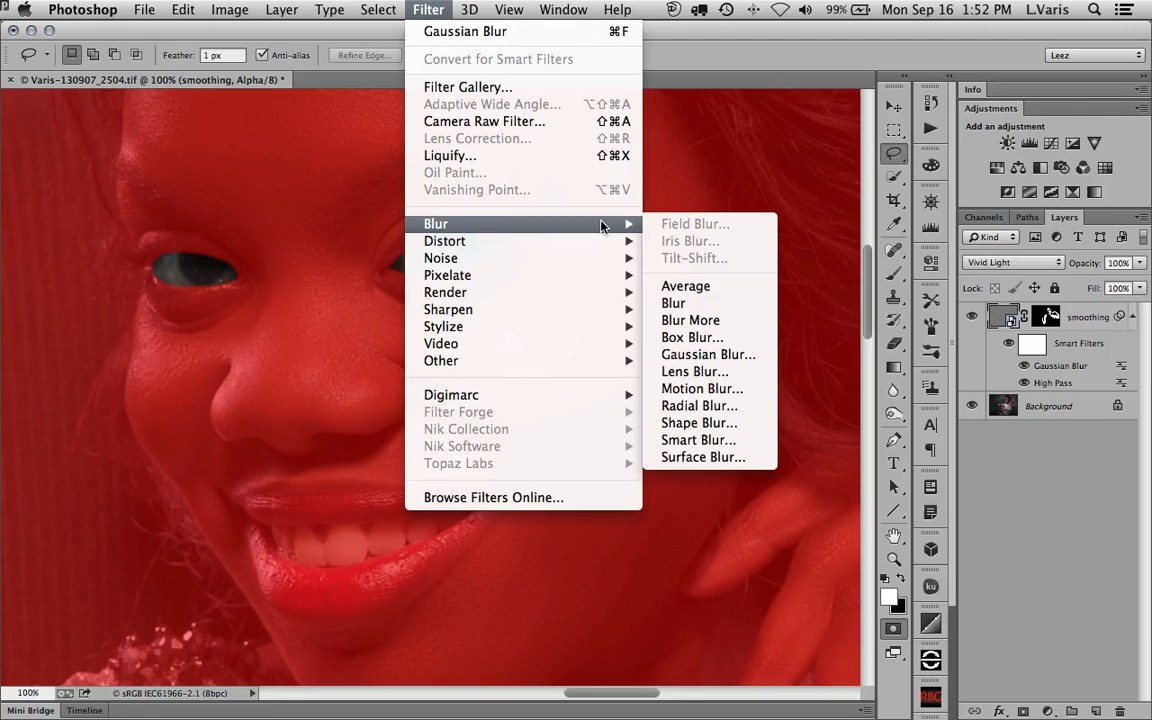 Photoshop File Edit Image Layer Type Select Filter 3D View Window Help 99% Mon Sep 16 1:52 PM L.Varis
Feather: 1 px Anti-alias Refine Edge... Leez
× © Varis-130907_2504.tif @ 100% (smoothing, Alpha/8) *
Gaussian Blur ⌘F
Convert for Smart Filters
Filter Gallery...
Adaptive Wide Angle... ⌥⇧⌘A
Camera Raw Filter... ⇧⌘A
Lens Correction... ⇧⌘R
Liquify... ⇧⌘X
Oil Paint...
Vanishing Point... ⌥⌘V
Blur
Distort
Noise
Pixelate
Render
Sharpen
Stylize
Video
Other
Digimarc
Filter Forge
Nik Collection
Nik Software
Topaz Labs
Browse Filters Online...
Field Blur...
Iris Blur...
Tilt-Shift...
Average
Blur
Blur More
Box Blur...
Gaussian Blur...
Lens Blur...
Motion Blur...
Radial Blur...
Shape Blur...
Smart Blur...
Surface Blur...
Info
Adjustments
Add an adjustment
Channels Paths Layers
Kind
Vivid Light Opacity: 100%
Lock: Fill: 100%
smoothing
Smart Filters
Gaussian Blur
High Pass
Background
ku
RBG
fx
100% © sRGB IEC61966-2.1 (8bpc)
Mini Bridge Timeline